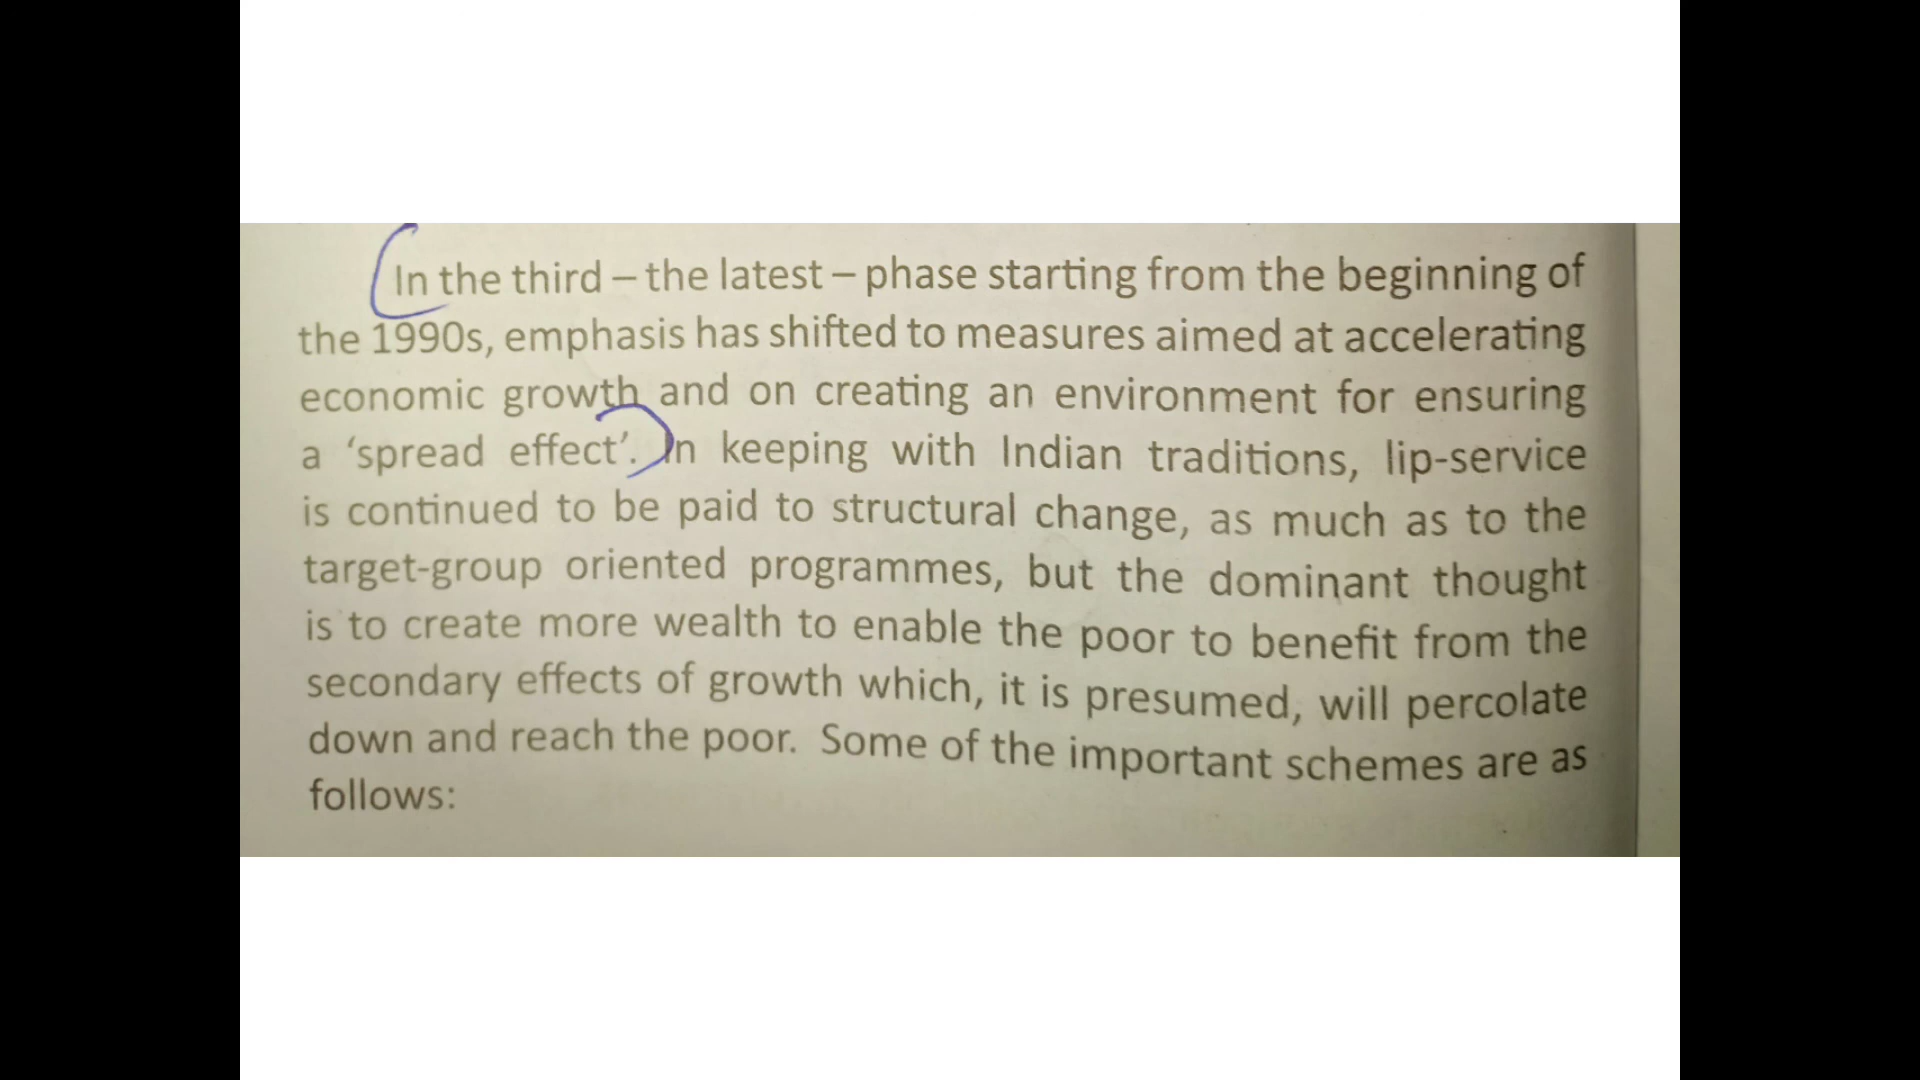 In the third – the latest – phase starting from the beginning of
the 1990s, emphasis has shifted to measures aimed at accelerating
economic growth and on creating an environment for ensuring
a ‘spread effect’. In keeping with Indian traditions, lip-service
is continued to be paid to structural change, as much as to the
target-group oriented programmes, but the dominant thought
is to create more wealth to enable the poor to benefit from the
secondary effects of growth which, it is presumed, will percolate
down and reach the poor. Some of the important schemes are as
follows: